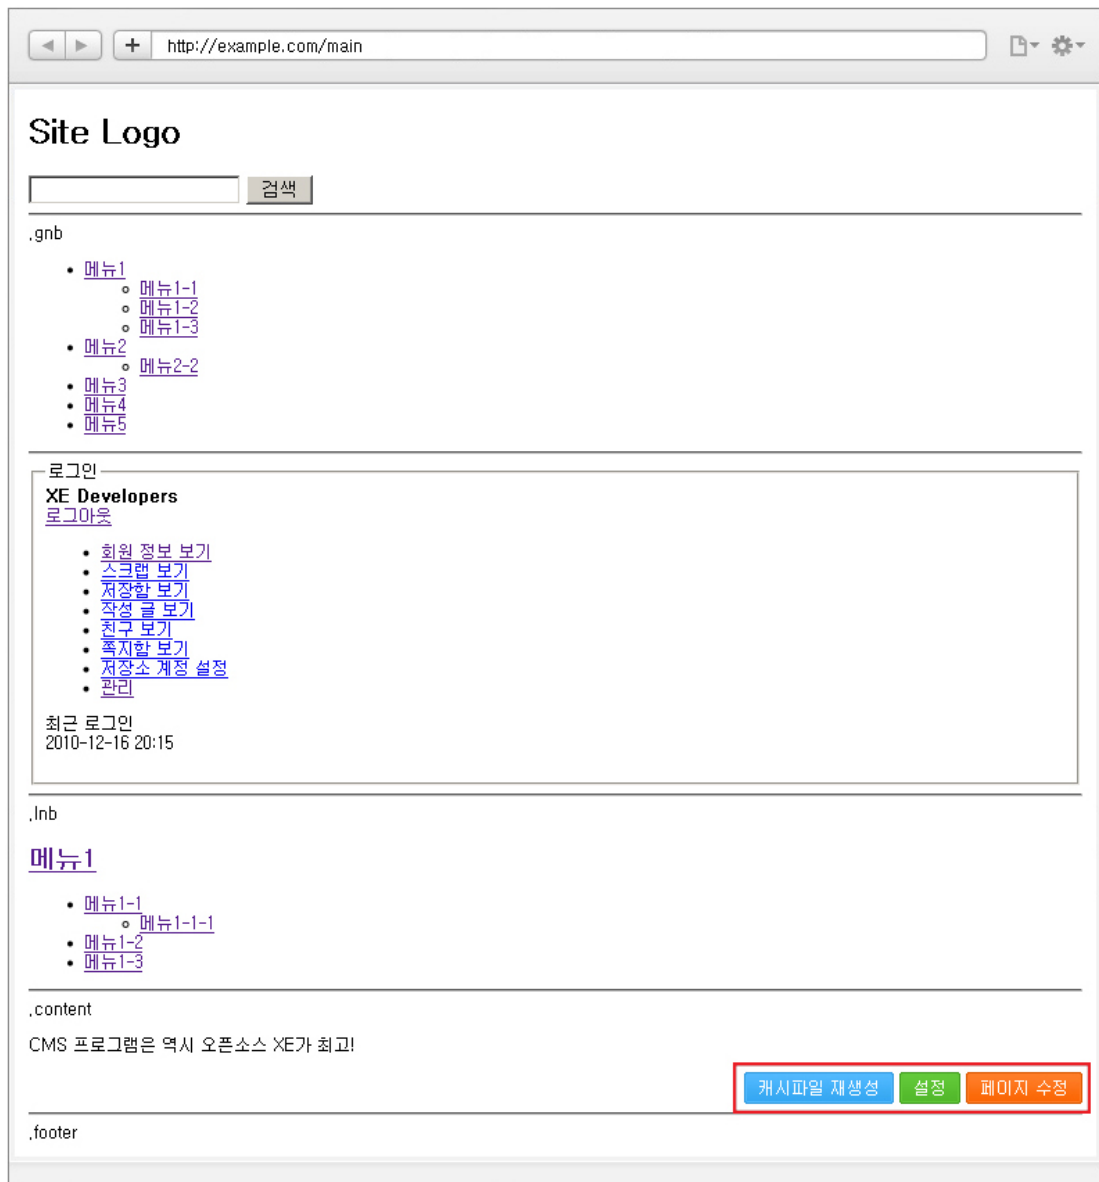 http://example.com/main
Site Logo
검색
.gnb
메뉴1
메뉴1-1
메뉴1-2
메뉴1-3
메뉴2
메뉴2-2
메뉴3
메뉴4
메뉴5
로그인
XE Developers
로그아웃
회원 정보 보기
스크랩 보기
저장함 보기
작성 글 보기
친구 보기
쪽지함 보기
저장소 계정 설정
관리
최근 로그인
2010-12-16 20:15
.lnb
메뉴1
메뉴1-1
메뉴1-1-1
메뉴1-2
메뉴1-3
.content
CMS 프로그램은 역시 오픈소스 XE가 최고!
캐시파일 재생성 설정 페이지 수정
.footer